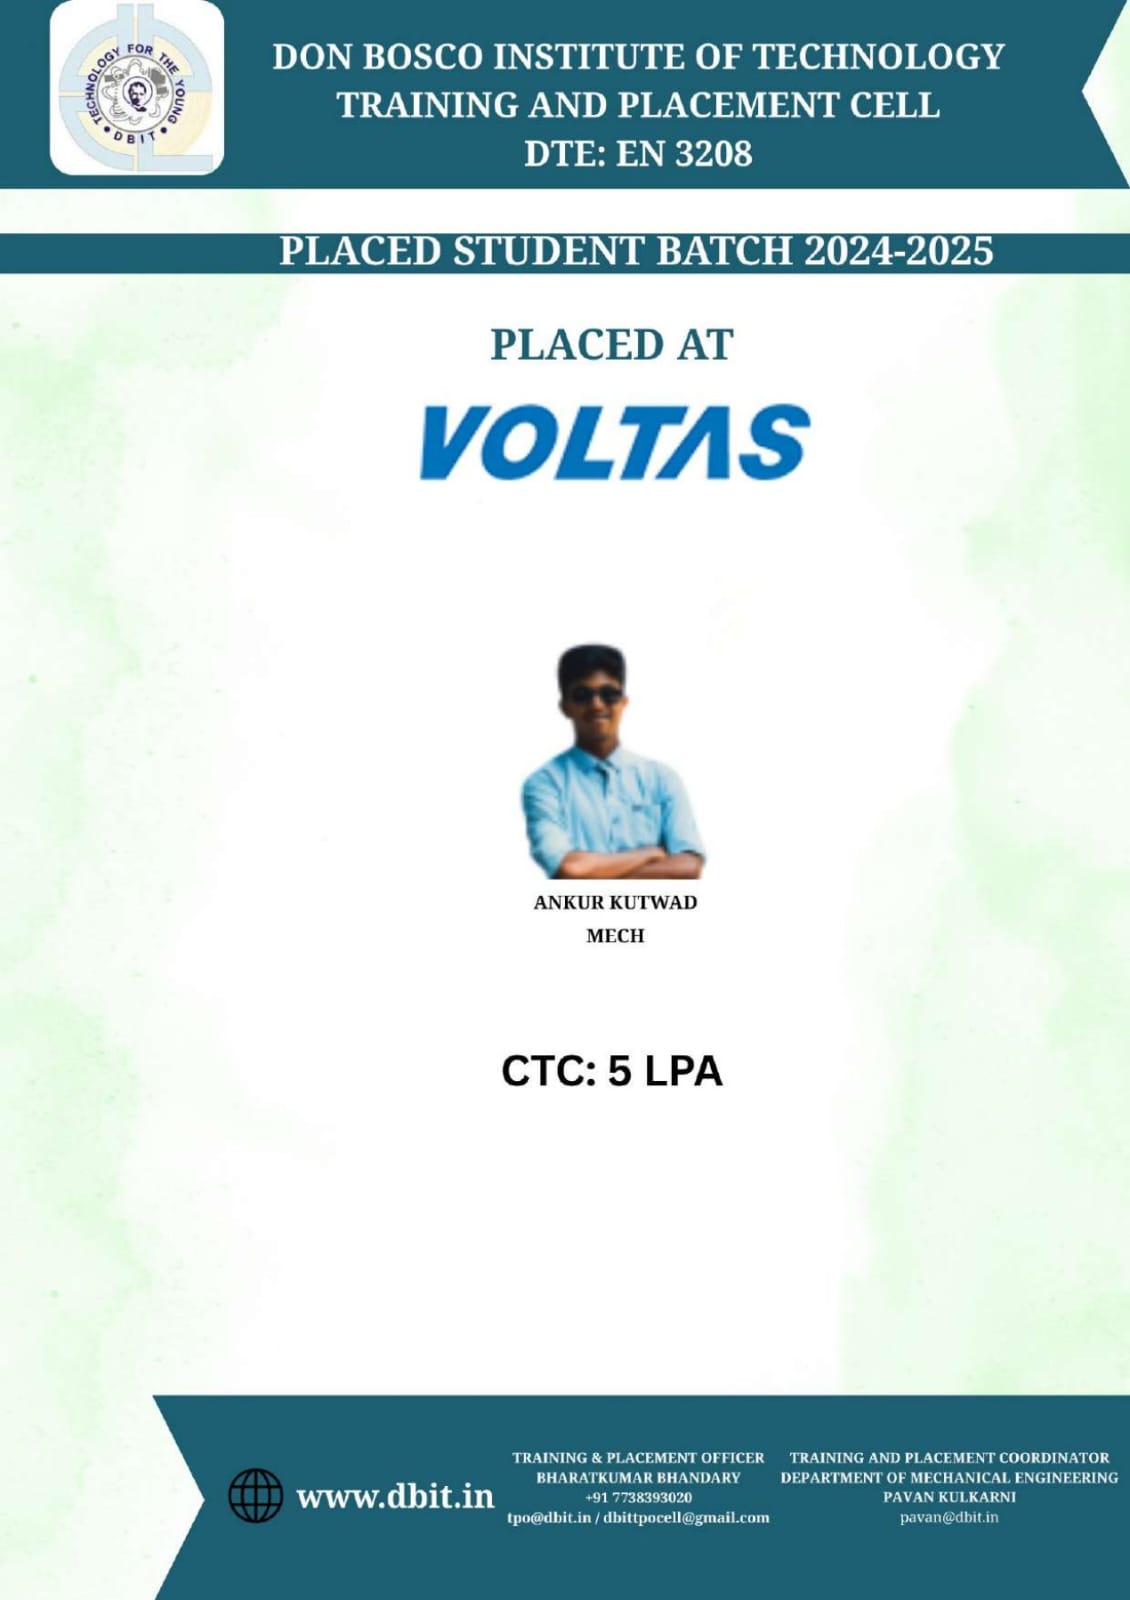 TECHNOLOGY FOR THE YOUNG
DBIT
DON BOSCO INSTITUTE OF TECHNOLOGY
TRAINING AND PLACEMENT CELL
DTE: EN 3208
PLACED STUDENT BATCH 2024-2025
PLACED AT
VOLTAS
ANKUR KUTWAD
MECH
CTC: 5 LPA
www.dbit.in
TRAINING & PLACEMENT OFFICER
BHARATKUMAR BHANDARY
+91 7738393020
tpo@dbit.in / dbittpocell@gmail.com
TRAINING AND PLACEMENT COORDINATOR
DEPARTMENT OF MECHANICAL ENGINEERING
PAVAN KULKARNI
pavan@dbit.in